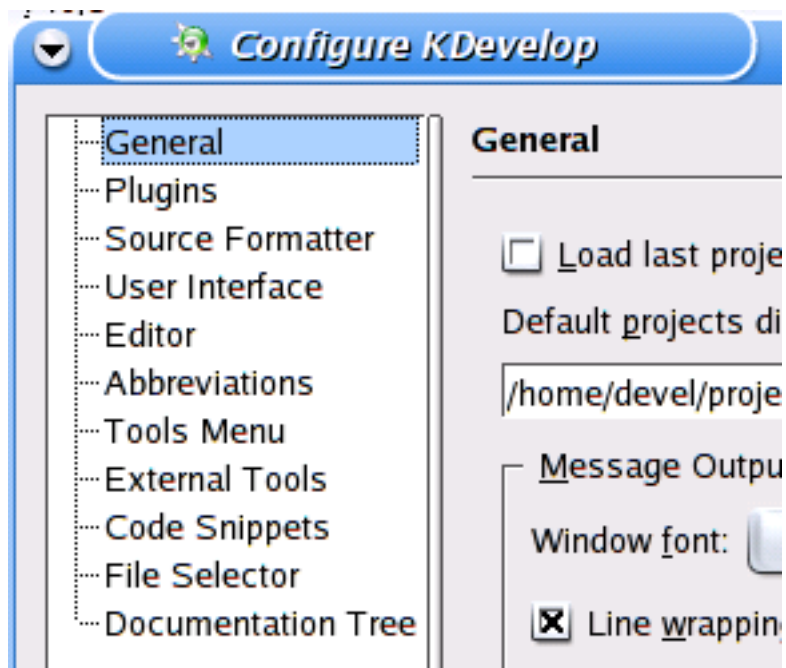 Configure KDevelop
General
Plugins
Source Formatter
User Interface
Editor
Abbreviations
Tools Menu
External Tools
Code Snippets
File Selector
Documentation Tree
General
Load last proje
Default projects di
/home/devel/proje
Message Outpu
Window font:
Line wrappin